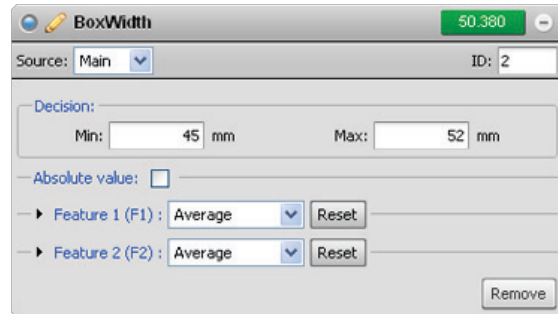 BoxWidth 50.380
Source: Main ID: 2
Decision:
Min: 45 mm Max: 52 mm
Absolute value:
Feature 1 (F1) : Average Reset
Feature 2 (F2) : Average Reset
Remove